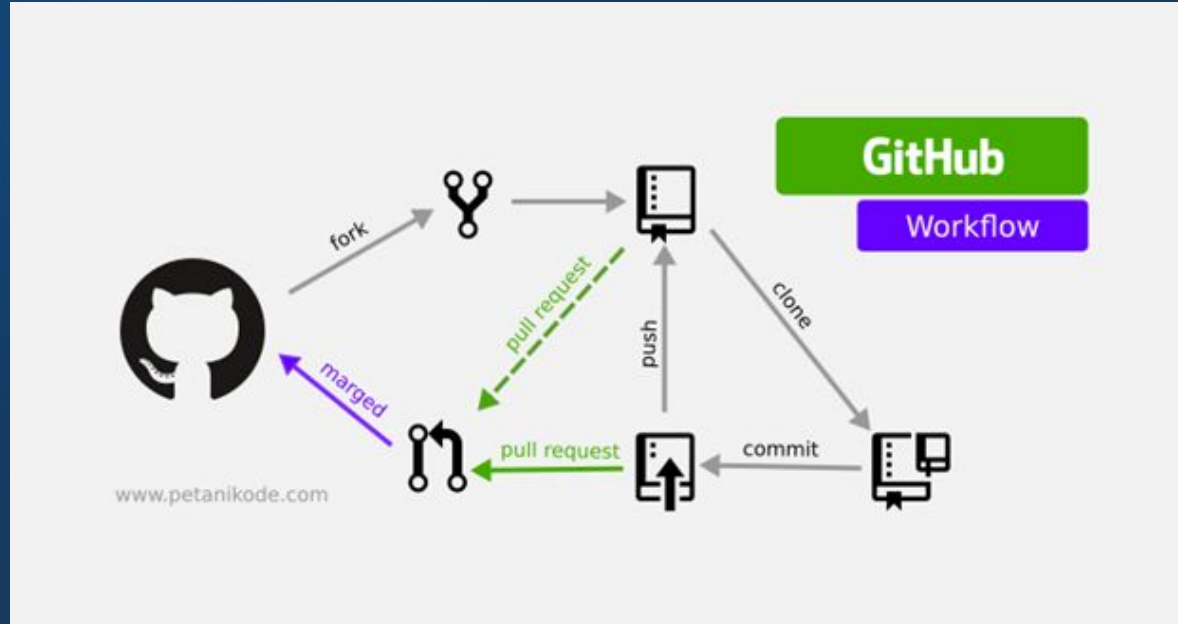 GitHub
Workflow
fork
clone
pull request
push
marged
pull request
commit
www.petanikode.com